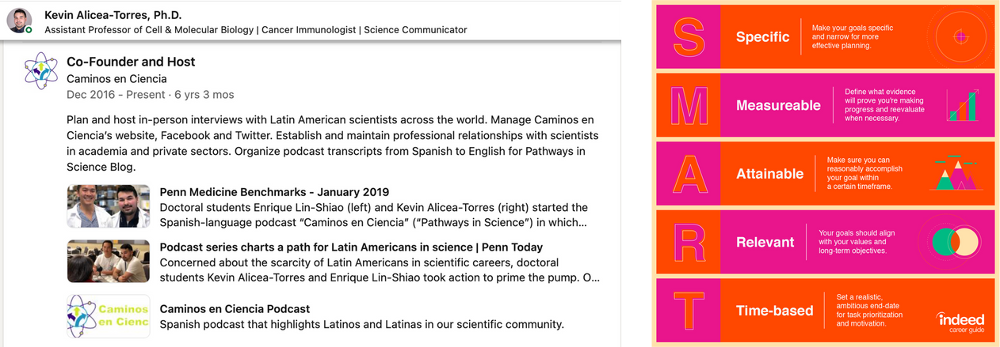 Kevin Alicea-Torres, Ph.D.
Assistant Professor of Cell & Molecular Biology | Cancer Immunologist | Science Communicator
Co-Founder and Host
Caminos en Ciencia
Dec 2016 - Present · 6 yrs 3 mos
Plan and host in-person interviews with Latin American scientists across the world. Manage Caminos en
Ciencia's website, Facebook and Twitter. Establish and maintain professional relationships with scientists
in academia and private sectors. Organize podcast transcripts from Spanish to English for Pathways in
Science Blog.
Penn Medicine Benchmarks - January 2019
Doctoral students Enrique Lin-Shiao (left) and Kevin Alicea-Torres (right) started the
Spanish-language podcast “Caminos en Ciencia” (“Pathways in Science”) in which...
Podcast series charts a path for Latin Americans in science | Penn Today
Concerned about the scarcity of Latin Americans in scientific careers, doctoral
students Kevin Alicea-Torres and Enrique Lin-Shiao took action to prime the pump. O...
Caminos
en Cienc
Caminos en Ciencia Podcast
Spanish podcast that highlights Latinos and Latinas in our scientific community.
S
Specific
Make your goals specific
and narrow for more
effective planning.
M
Measureable
Define what evidence
will prove you're making
progress and reevaluate
when necessary.
A
Attainable
Make sure you can
reasonably accomplish
your goal within
a certain timeframe.
R
Relevant
Your goals should align
with your values and
long-term objectives.
T
Time-based
Set a realistic,
ambitious end-date
for task prioritization
and motivation.
indeed
career guide